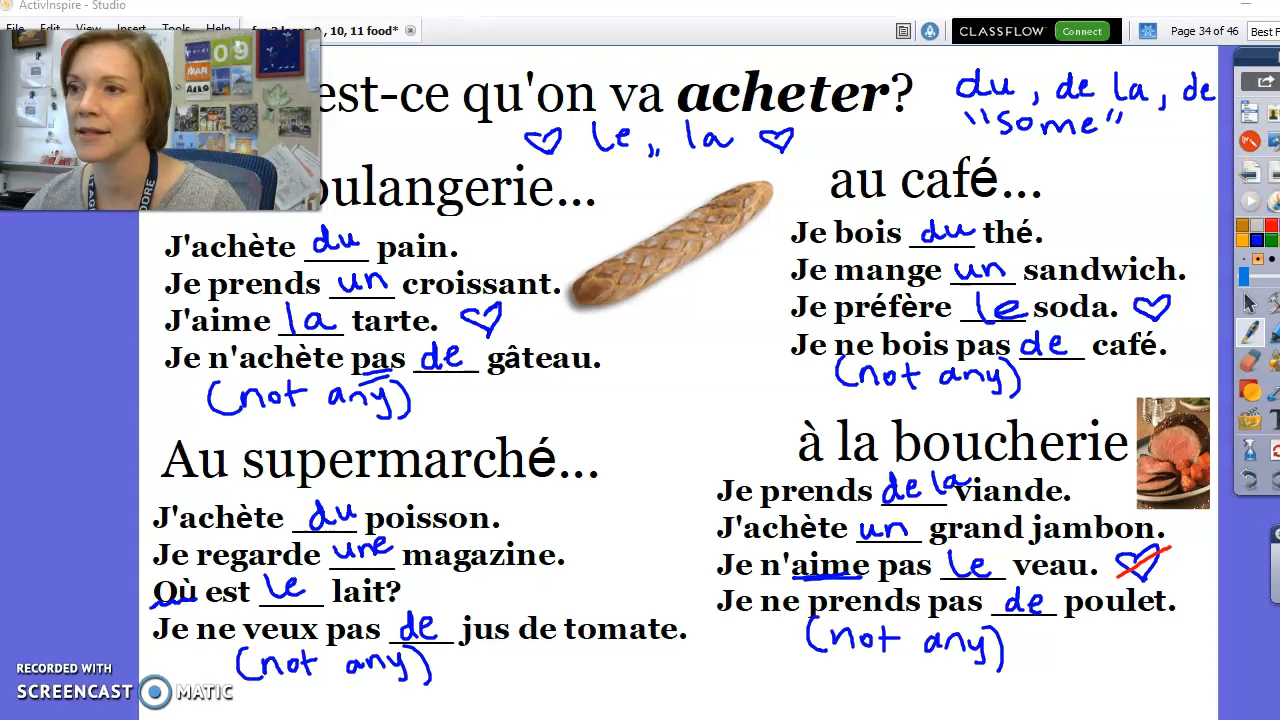 ActivInspire - Studio
File Edit View Insert Tools Help
9, 10, 11 food*
CLASSFLOW Connect
Page 34 of 46
Best F
est-ce qu'on va acheter?
du, de la, de
"some"
♡ le, la ♡
oulangerie...
J'achète du pain.
Je prends un croissant.
J'aime la tarte. ♡
Je n'achète pas de gâteau.
(not any)
au café...
Je bois du thé.
Je mange un sandwich.
Je préfère le soda. ♡
Je ne bois pas de café.
(not any)
Au supermarché...
J'achète du poisson.
Je regarde une magazine.
Où est le lait?
Je ne veux pas de jus de tomate.
(not any)
à la boucherie
Je prends de la viande.
J'achète un grand jambon.
Je n'aime pas le veau. ♡
Je ne prends pas de poulet.
(not any)
RECORDED WITH
SCREENCAST MATIC